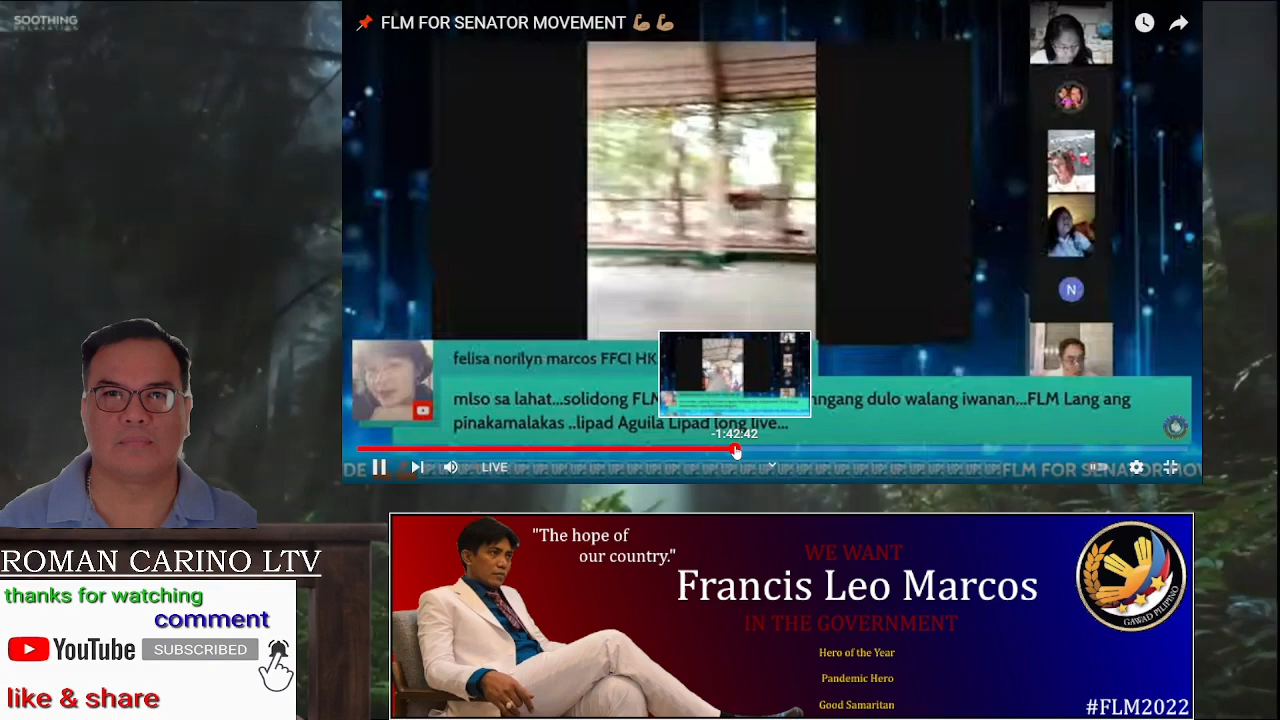 SOOTHING
RELAXATION
📌 FLM FOR SENATOR MOVEMENT 💪🏽 💪🏽
N
felisa norilyn marcos FFCI HK
mlso sa lahat...solidong FLM
nngang dulo walang iwanan...FLM Lang ang
pinakamalakas ..lipad Aguila Lipad long live...
-1:42:42
LIVE
FLM FOR SENATOR
ROMAN CARINO LTV
thanks for watching
comment
YouTube SUBSCRIBED
like & share
"The hope of
our country."
WE WANT
Francis Leo Marcos
IN THE GOVERNMENT
Hero of the Year
Pandemic Hero
Good Samaritan
GAWAD PILIPINO
#FLM2022